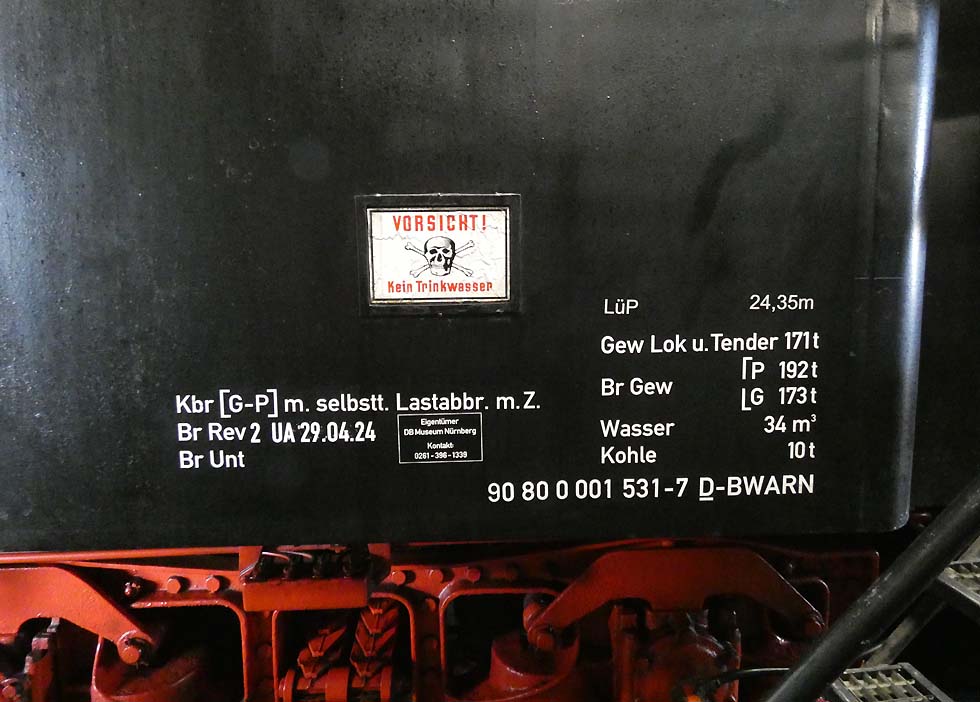 VORSICHT!
Kein Trinkwasser
LüP 24,35m
Gew Lok u. Tender 171t
Br Gew P 192t
G 173t
Wasser 34 m³
Kohle 10t
Kbr [G-P] m. selbstt. Lastabbr. m. Z.
Br Rev 2 UA 29.04.24
Br Unt
Eigentümer
DB Museum Nürnberg
Kontakt:
0261-396-1339
90 80 0 001 531-7 D-BWARN